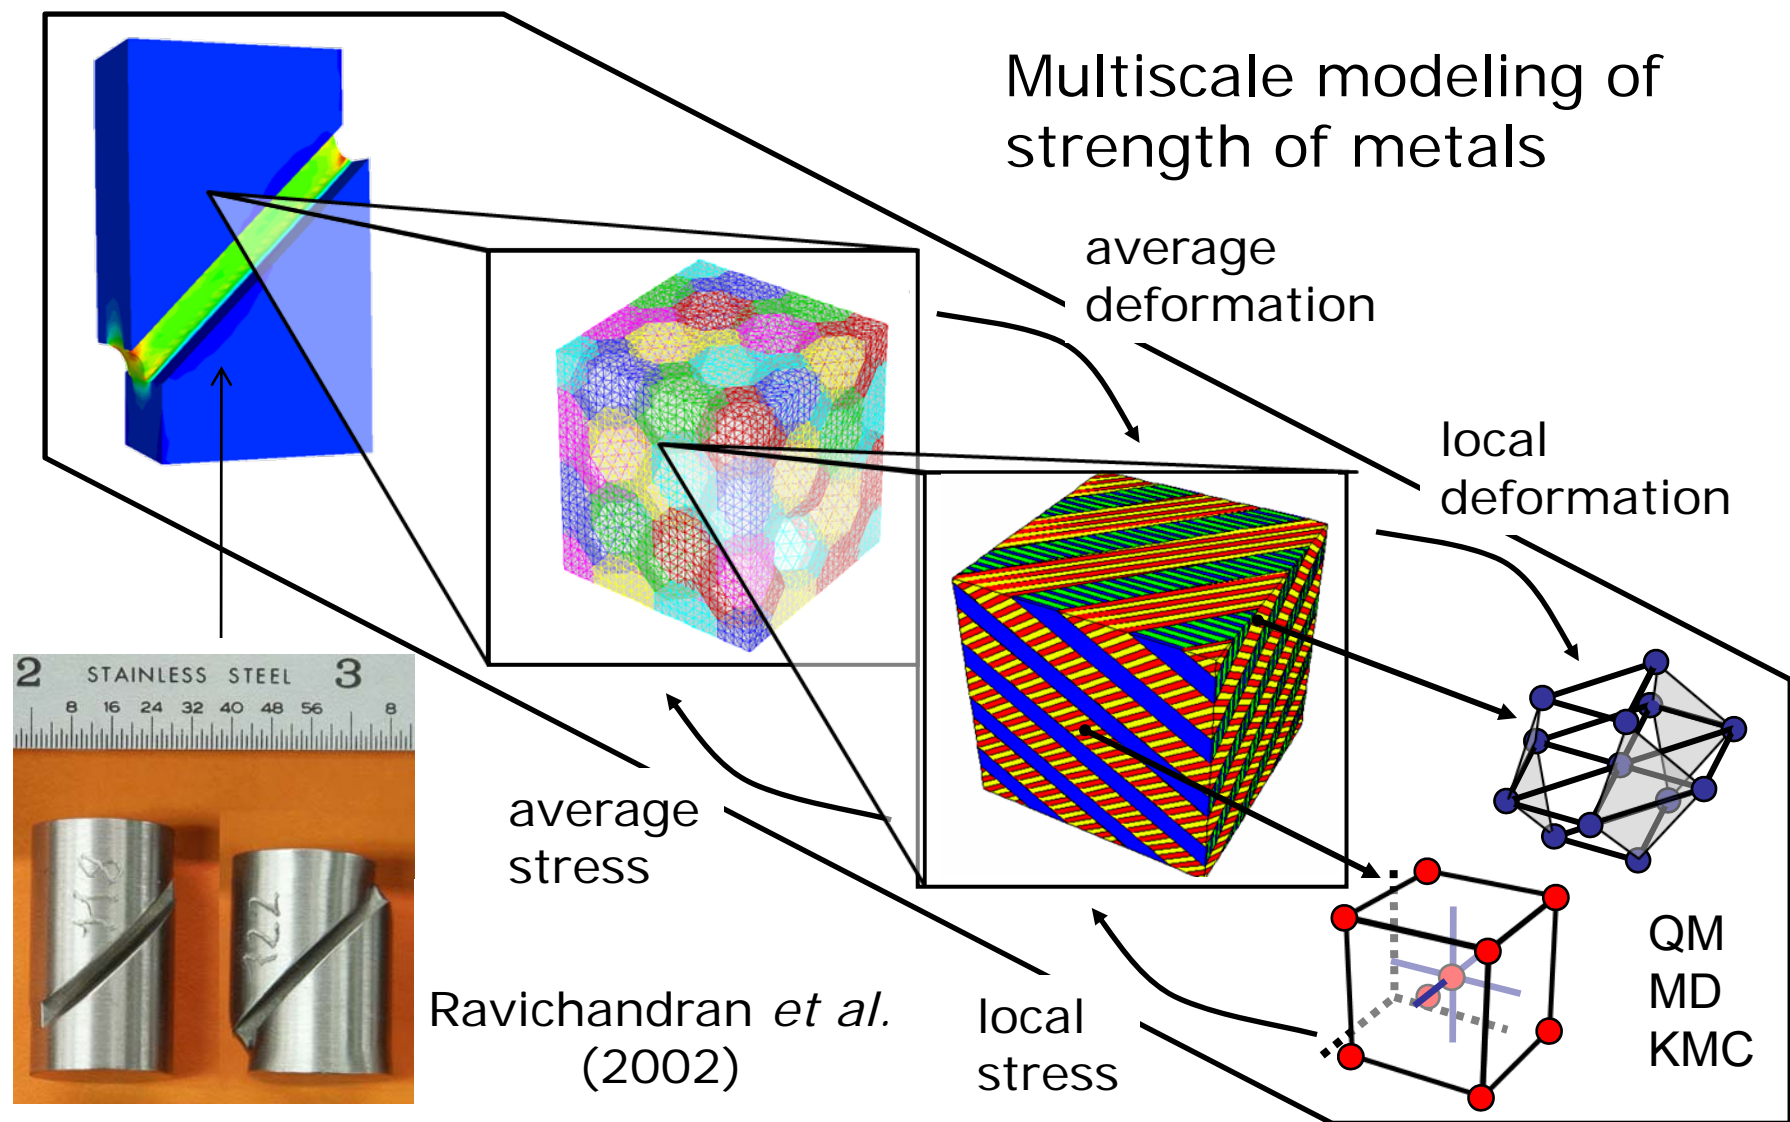 Multiscale modeling of
strength of metals
average
deformation
local
deformation
2 STAINLESS STEEL 3
8 16 24 32 40 48 56 8
average
stress
Ravichandran et al.
(2002)
local
stress
QM
MD
KMC